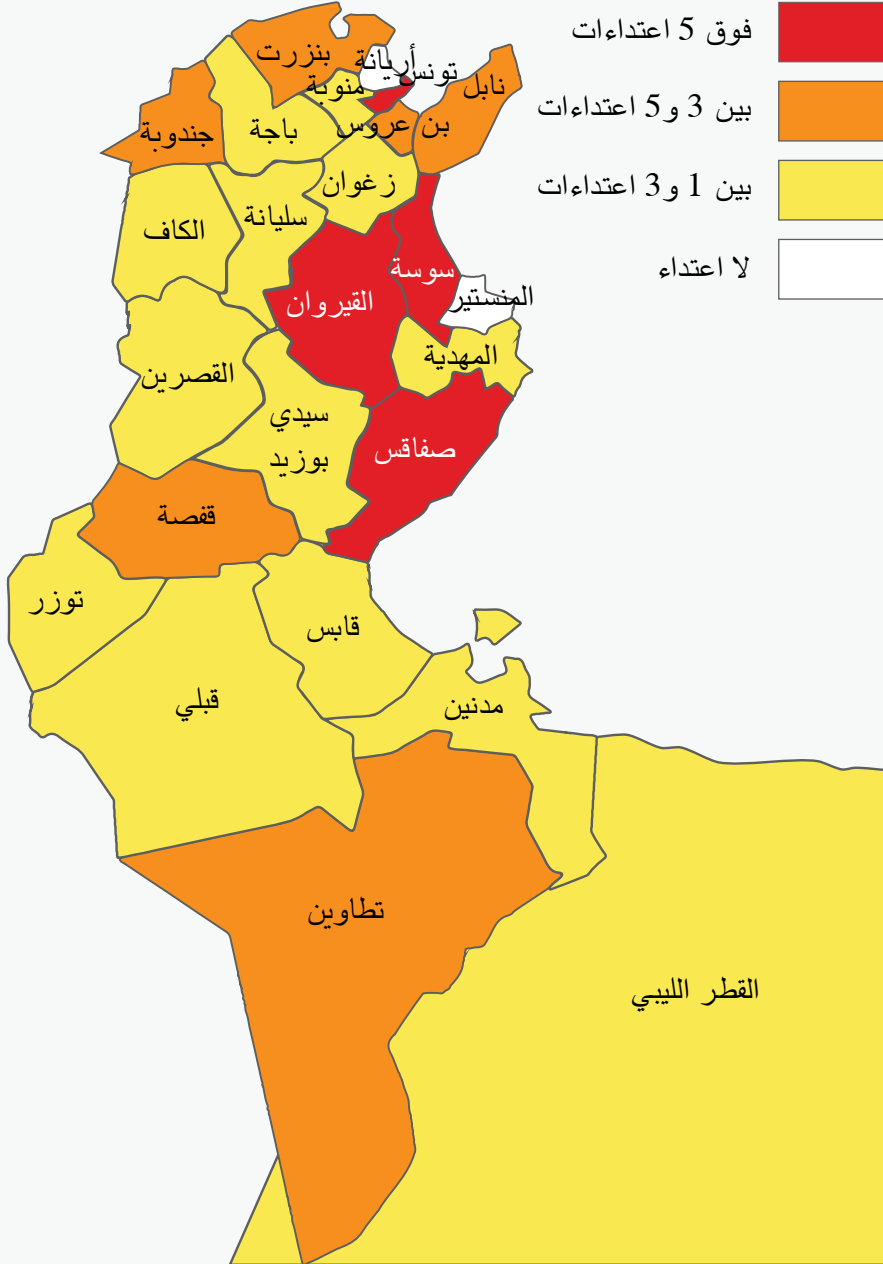 فوق 5 اعتداءات
بين 3 و5 اعتداءات
بين 1 و3 اعتداءات
لا اعتداء
بنزرت
أريانة
تونس
نابل
منوبة
جندوبة
باجة
بن عروس
زغوان
الكاف
سليانة
سوسة
القيروان
المنستير
المهدية
القصرين
سيدي
بوزيد
صفاقس
قفصة
توزر
قابس
قبلي
مدنين
تطاوين
القطر الليبي